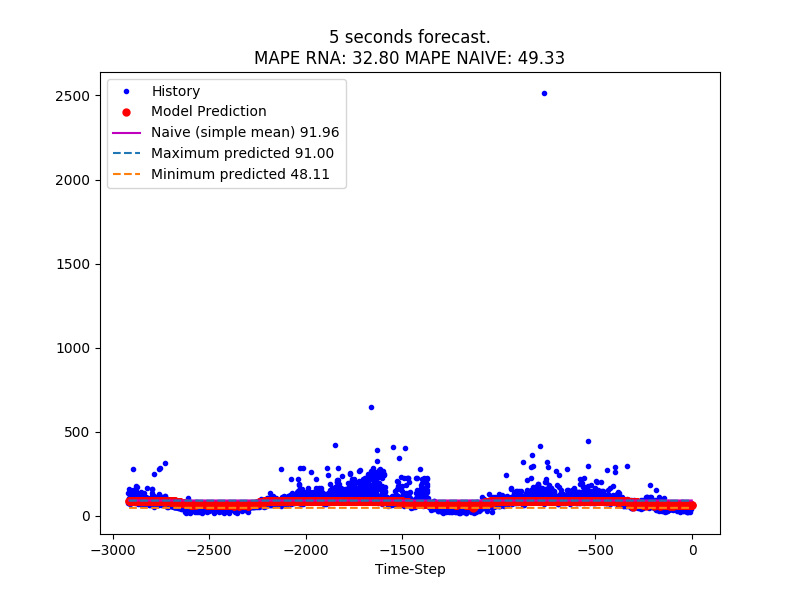 5 seconds forecast.
MAPE RNA: 32.80 MAPE NAIVE: 49.33
History
Model Prediction
Naive (simple mean) 91.96
Maximum predicted 91.00
Minimum predicted 48.11
2500
2000
1500
1000
500
0
−3000 −2500 −2000 −1500 −1000 −500 0
Time-Step